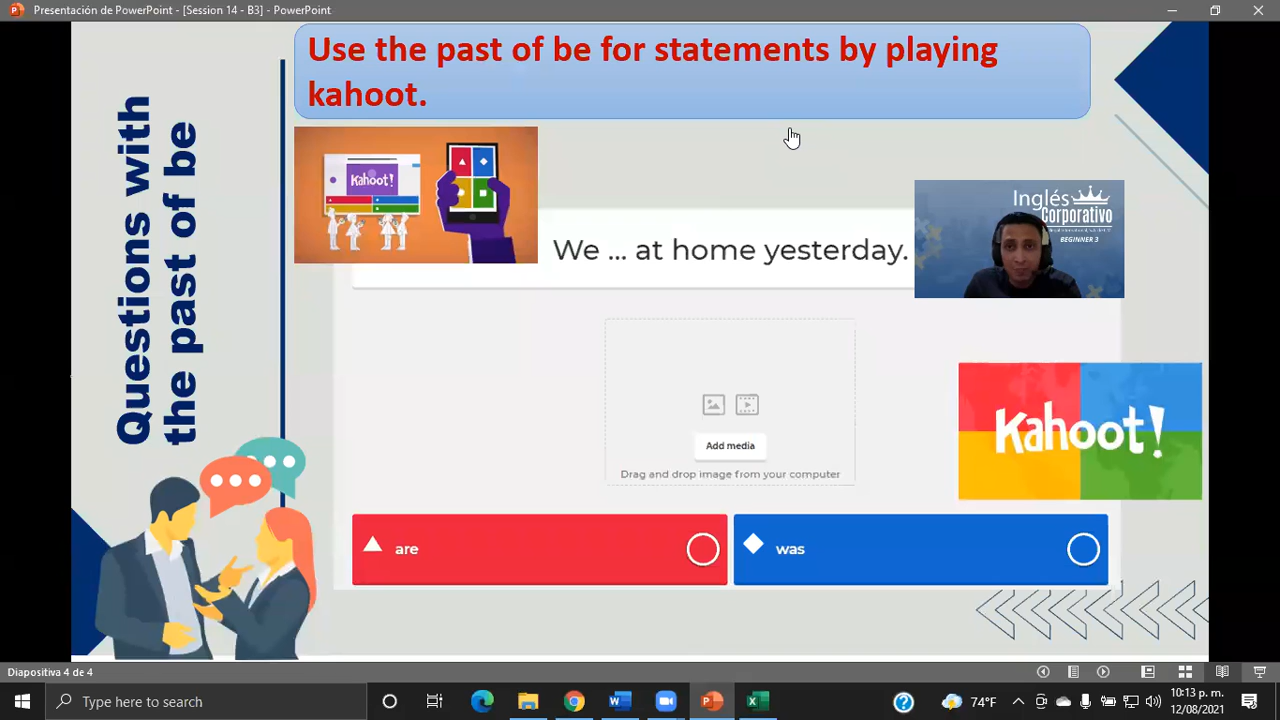 Presentación de PowerPoint - [Session 14 - B3] - PowerPoint
Use the past of be for statements by playing
kahoot.
Questions with
the past of be
Kahoot!
Inglés
Corporativo
BEGINNER 3
We ... at home yesterday.
Kahoot!
Add media
Drag and drop image from your computer
are
was
Diapositiva 4 de 4
Type here to search
74°F
10:13 p. m.
12/08/2021